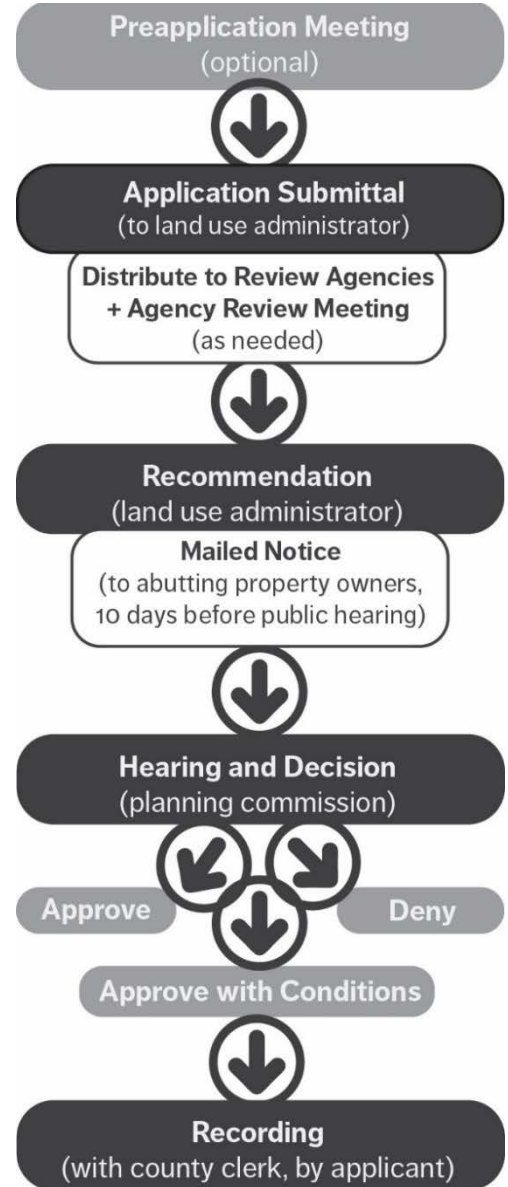 Preapplication Meeting
(optional)
Application Submittal
(to land use administrator)
Distribute to Review Agencies
+ Agency Review Meeting
(as needed)
Recommendation
(land use administrator)
Mailed Notice
(to abutting property owners,
10 days before public hearing)
Hearing and Decision
(planning commission)
Approve
Deny
Approve with Conditions
Recording
(with county clerk, by applicant)